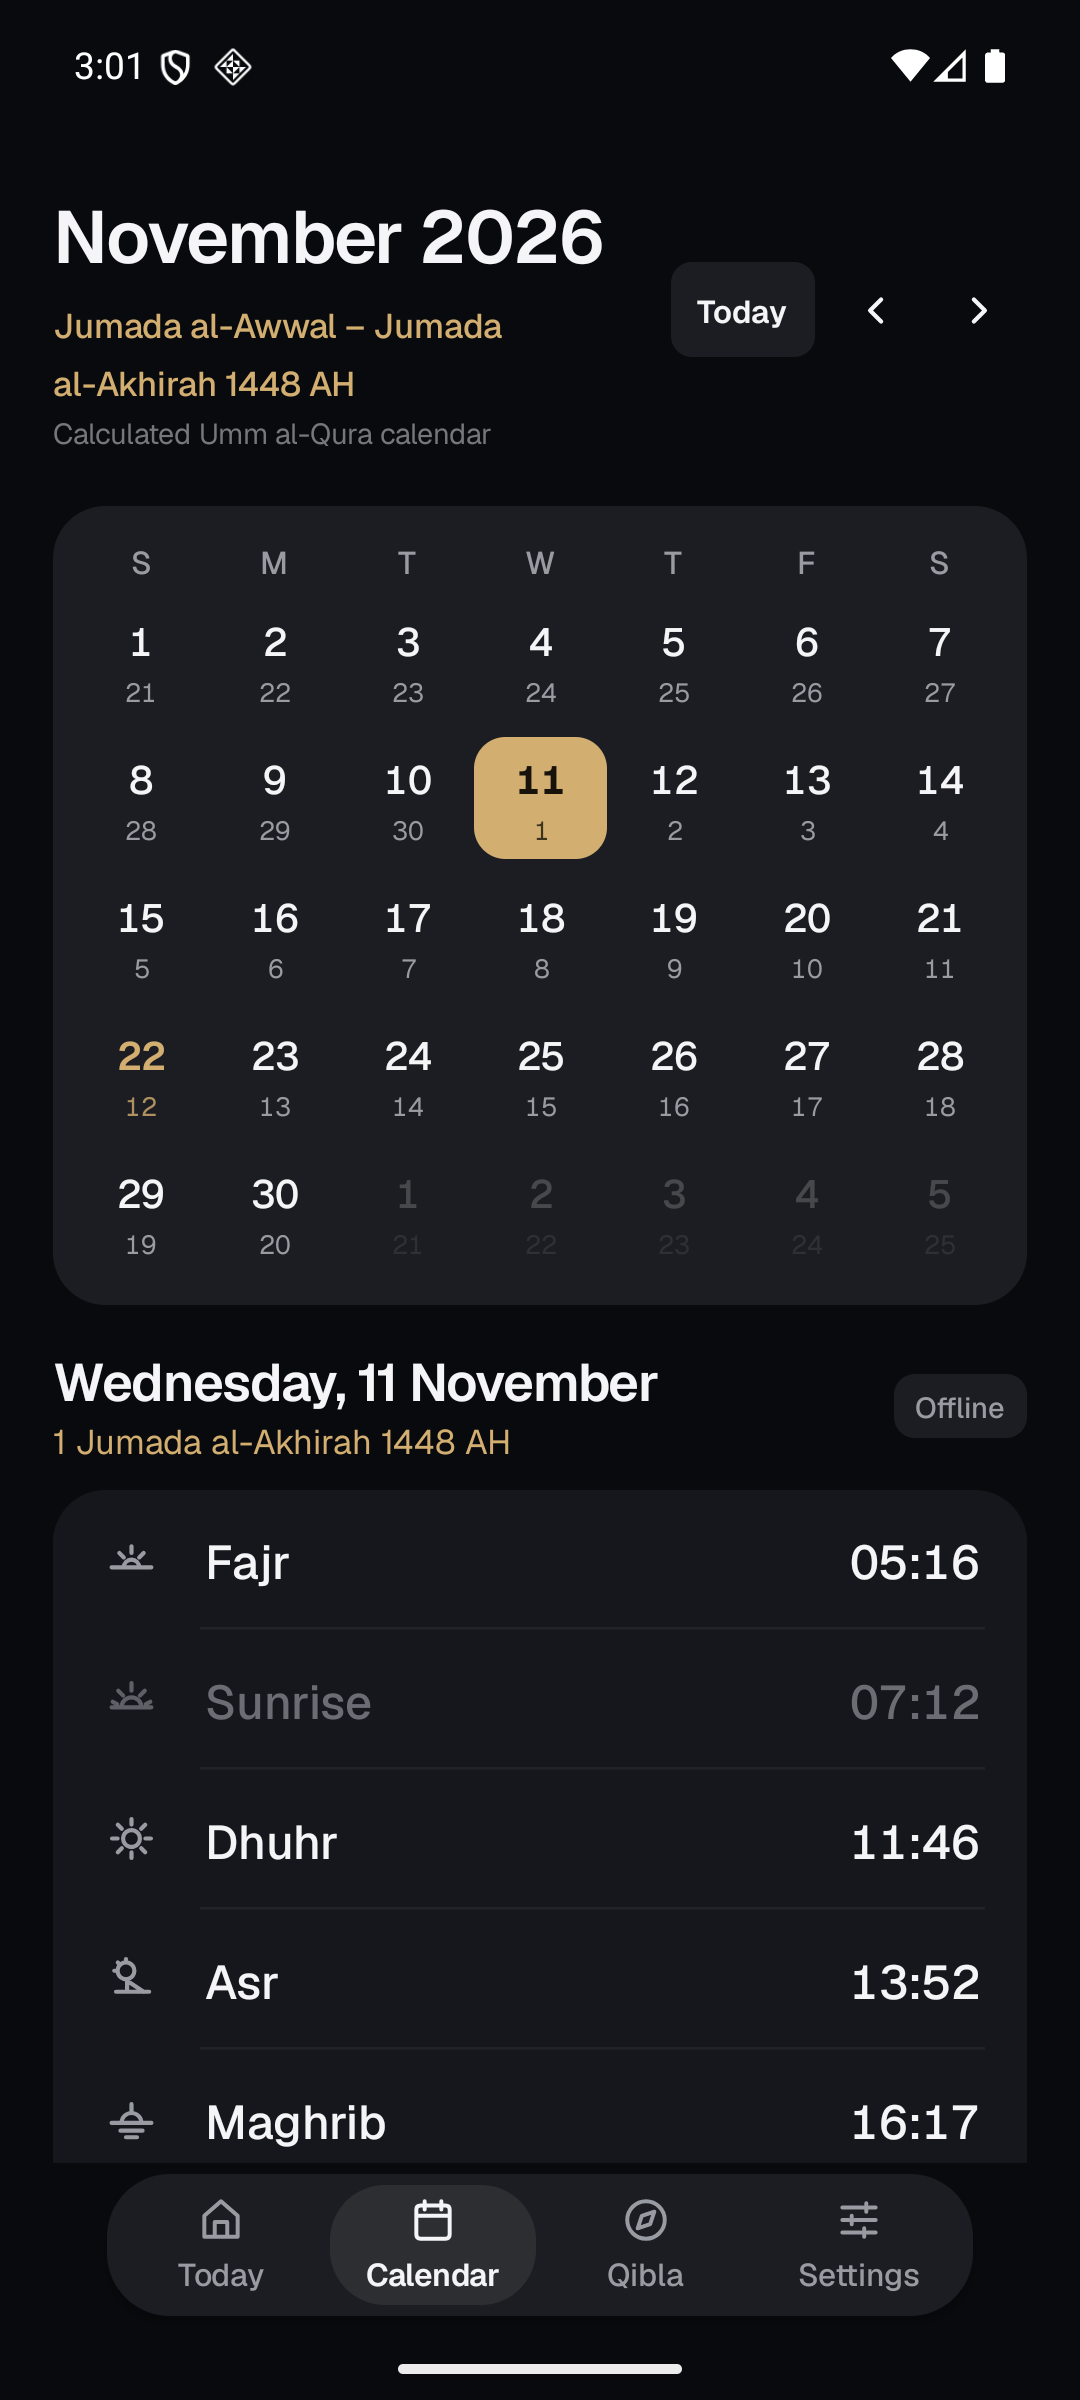 3:01
November 2026
Jumada al-Awwal – Jumada
al-Akhirah 1448 AH
Calculated Umm al-Qura calendar
Today
S M T W T F S
1 2 3 4 5 6 7
21 22 23 24 25 26 27
8 9 10 11 12 13 14
28 29 30 1 2 3 4
15 16 17 18 19 20 21
5 6 7 8 9 10 11
22 23 24 25 26 27 28
12 13 14 15 16 17 18
29 30 1 2 3 4 5
19 20 21 22 23 24 25
Wednesday, 11 November
1 Jumada al-Akhirah 1448 AH
Offline
Fajr 05:16
Sunrise 07:12
Dhuhr 11:46
Asr 13:52
Maghrib 16:17
Today Calendar Qibla Settings